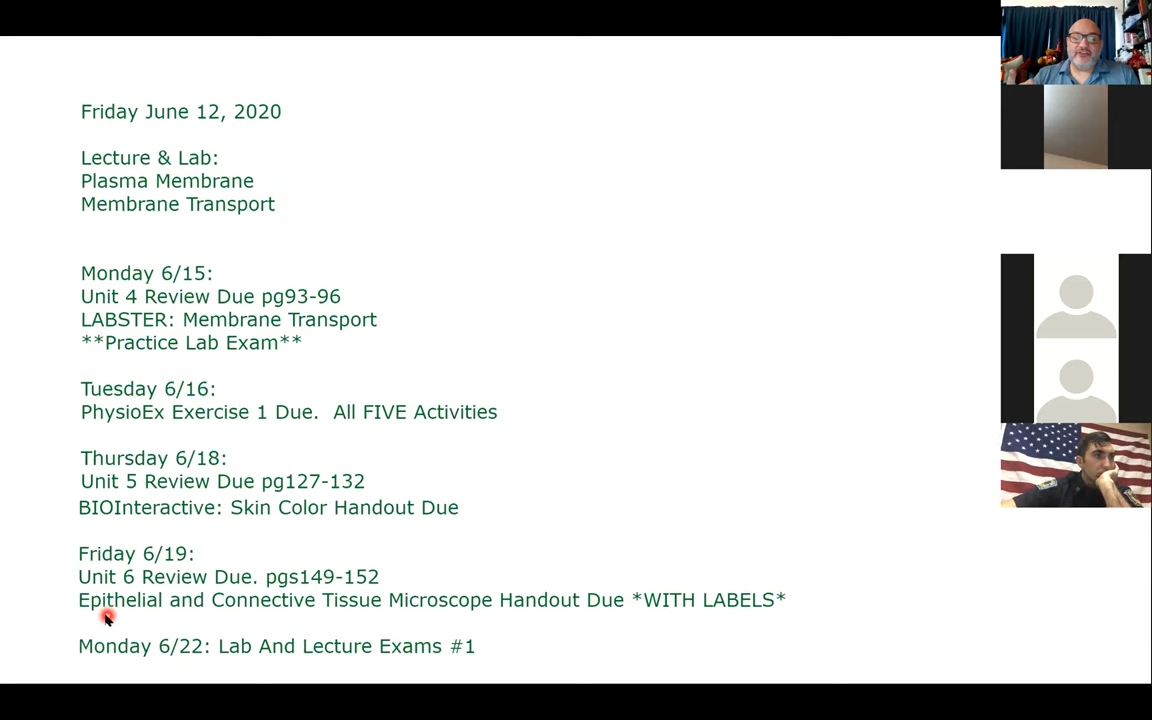 Friday June 12, 2020
Lecture & Lab:
Plasma Membrane
Membrane Transport
Monday 6/15:
Unit 4 Review Due pg93-96
LABSTER: Membrane Transport
**Practice Lab Exam**
Tuesday 6/16:
PhysioEx Exercise 1 Due.  All FIVE Activities
Thursday 6/18:
Unit 5 Review Due pg127-132
BIOInteractive: Skin Color Handout Due
Friday 6/19:
Unit 6 Review Due. pgs149-152
Epithelial and Connective Tissue Microscope Handout Due *WITH LABELS*
Monday 6/22: Lab And Lecture Exams #1